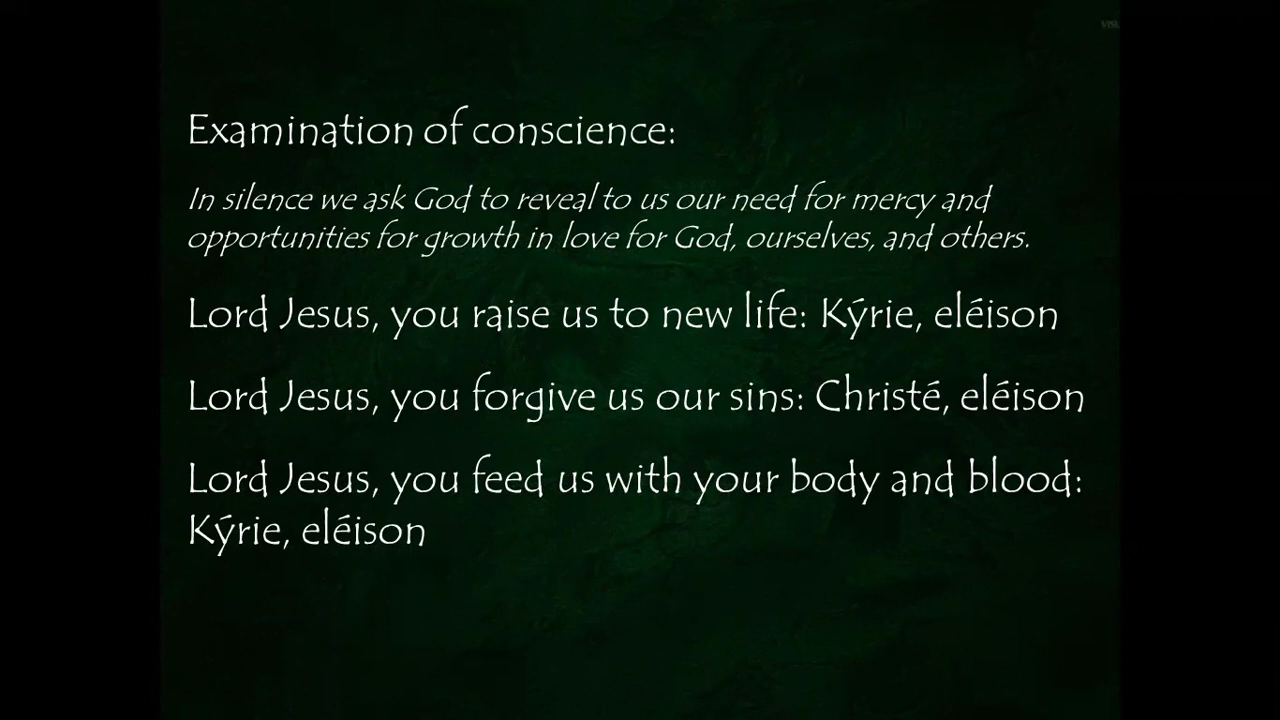 Examination of conscience:
In silence we ask God to reveal to us our need for mercy and
opportunities for growth in love for God, ourselves, and others.
Lord Jesus, you raise us to new life: Kýrie, eléison
Lord Jesus, you forgive us our sins: Christé, eléison
Lord Jesus, you feed us with your body and blood:
Kýrie, eléison